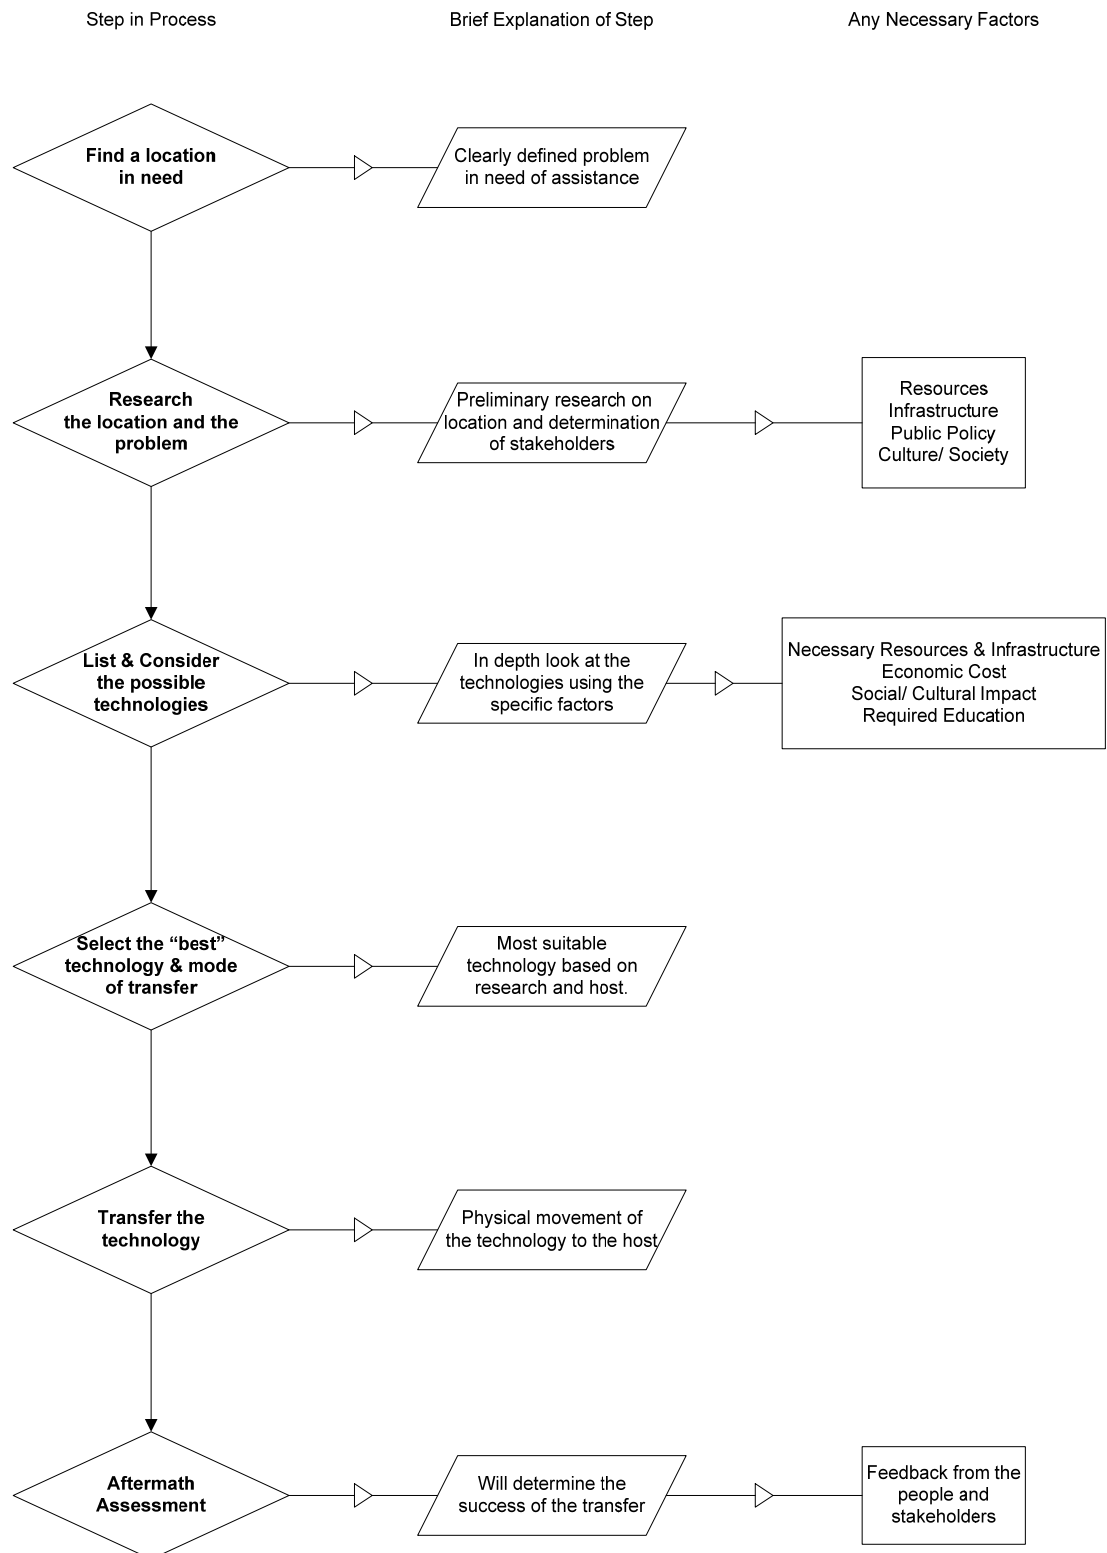 Step in Process
Brief Explanation of Step
Any Necessary Factors
Find a location
in need
Clearly defined problem
in need of assistance
Research
the location and the
problem
Preliminary research on
location and determination
of stakeholders
Resources
Infrastructure
Public Policy
Culture/ Society
List & Consider
the possible
technologies
In depth look at the
technologies using the
specific factors
Necessary Resources & Infrastructure
Economic Cost
Social/ Cultural Impact
Required Education
Select the “best”
technology & mode
of transfer
Most suitable
technology based on
research and host.
Transfer the
technology
Physical movement of
the technology to the host
Aftermath
Assessment
Will determine the
success of the transfer
Feedback from the
people and
stakeholders